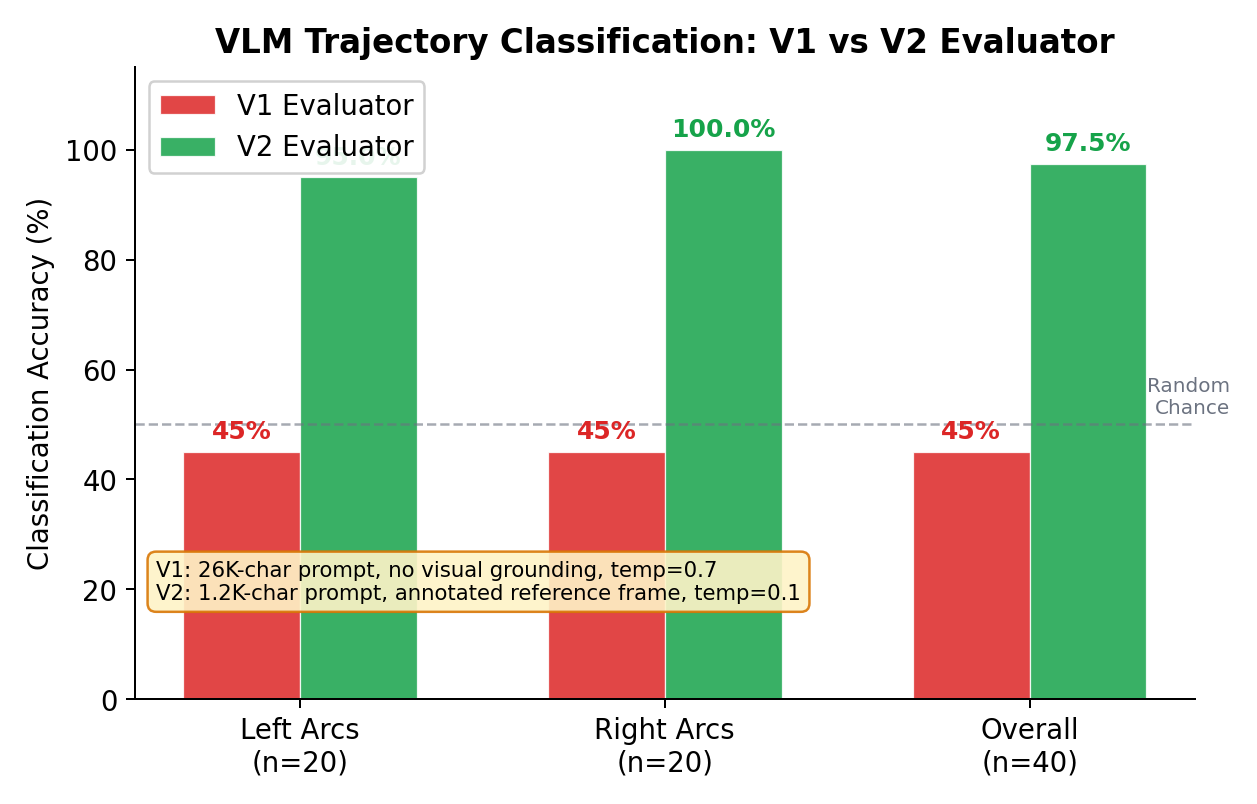 VLM Trajectory Classification: V1 vs V2 Evaluator
V1 Evaluator
V2 Evaluator
95.0%
100.0%
97.5%
100
80
60
40
20
0
Classification Accuracy (%)
Random
Chance
45%
45%
45%
V1: 26K-char prompt, no visual grounding, temp=0.7
V2: 1.2K-char prompt, annotated reference frame, temp=0.1
Left Arcs
(n=20)
Right Arcs
(n=20)
Overall
(n=40)